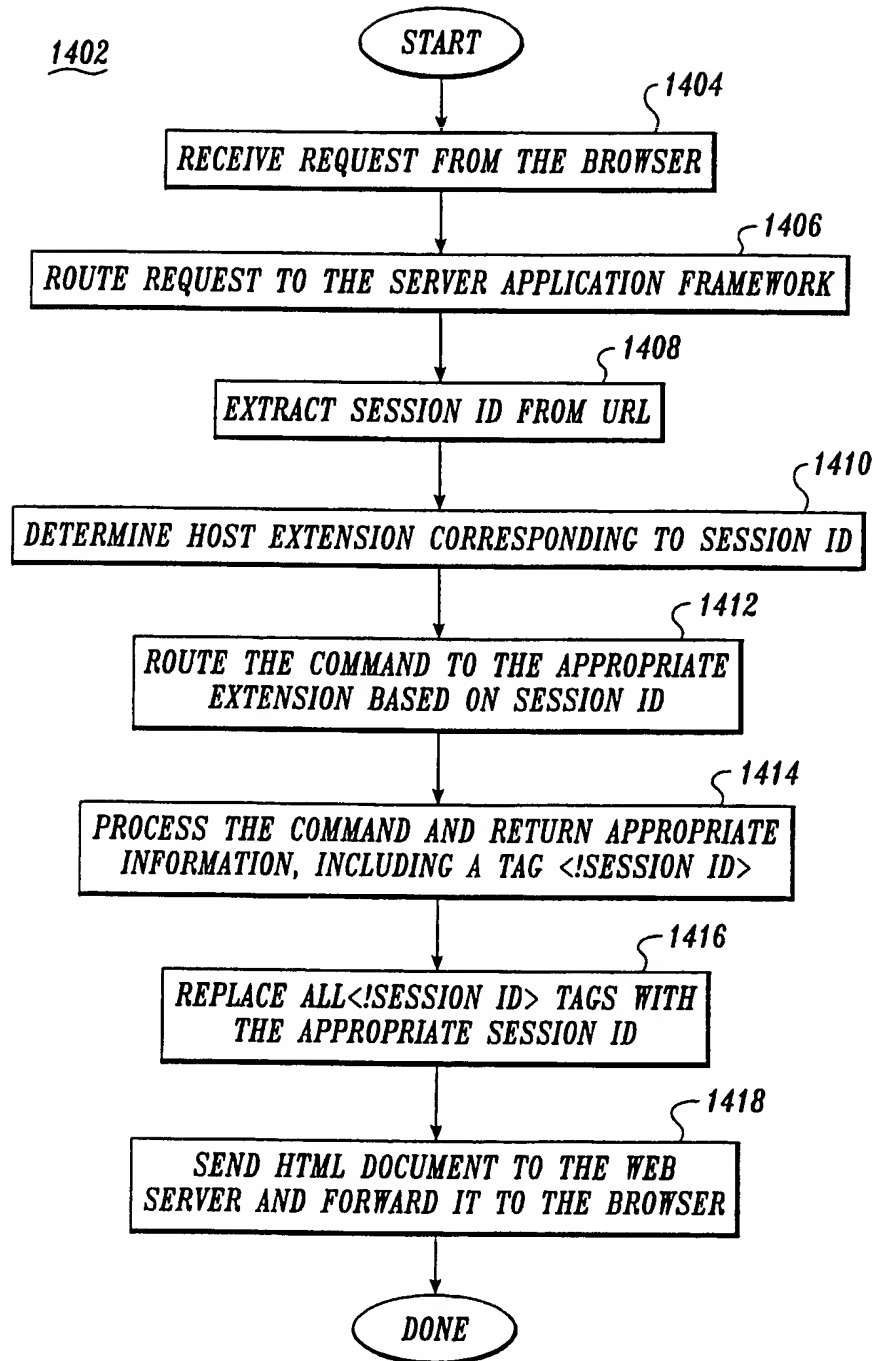 1402
START
1404
RECEIVE REQUEST FROM THE BROWSER
1406
ROUTE REQUEST TO THE SERVER APPLICATION FRAMEWORK
1408
EXTRACT SESSION ID FROM URL
1410
DETERMINE HOST EXTENSION CORRESPONDING TO SESSION ID
1412
ROUTE THE COMMAND TO THE APPROPRIATE
EXTENSION BASED ON SESSION ID
1414
PROCESS THE COMMAND AND RETURN APPROPRIATE
INFORMATION, INCLUDING A TAG <!SESSION ID>
1416
REPLACE ALL<!SESSION ID> TAGS WITH
THE APPROPRIATE SESSION ID
1418
SEND HTML DOCUMENT TO THE WEB
SERVER AND FORWARD IT TO THE BROWSER
DONE